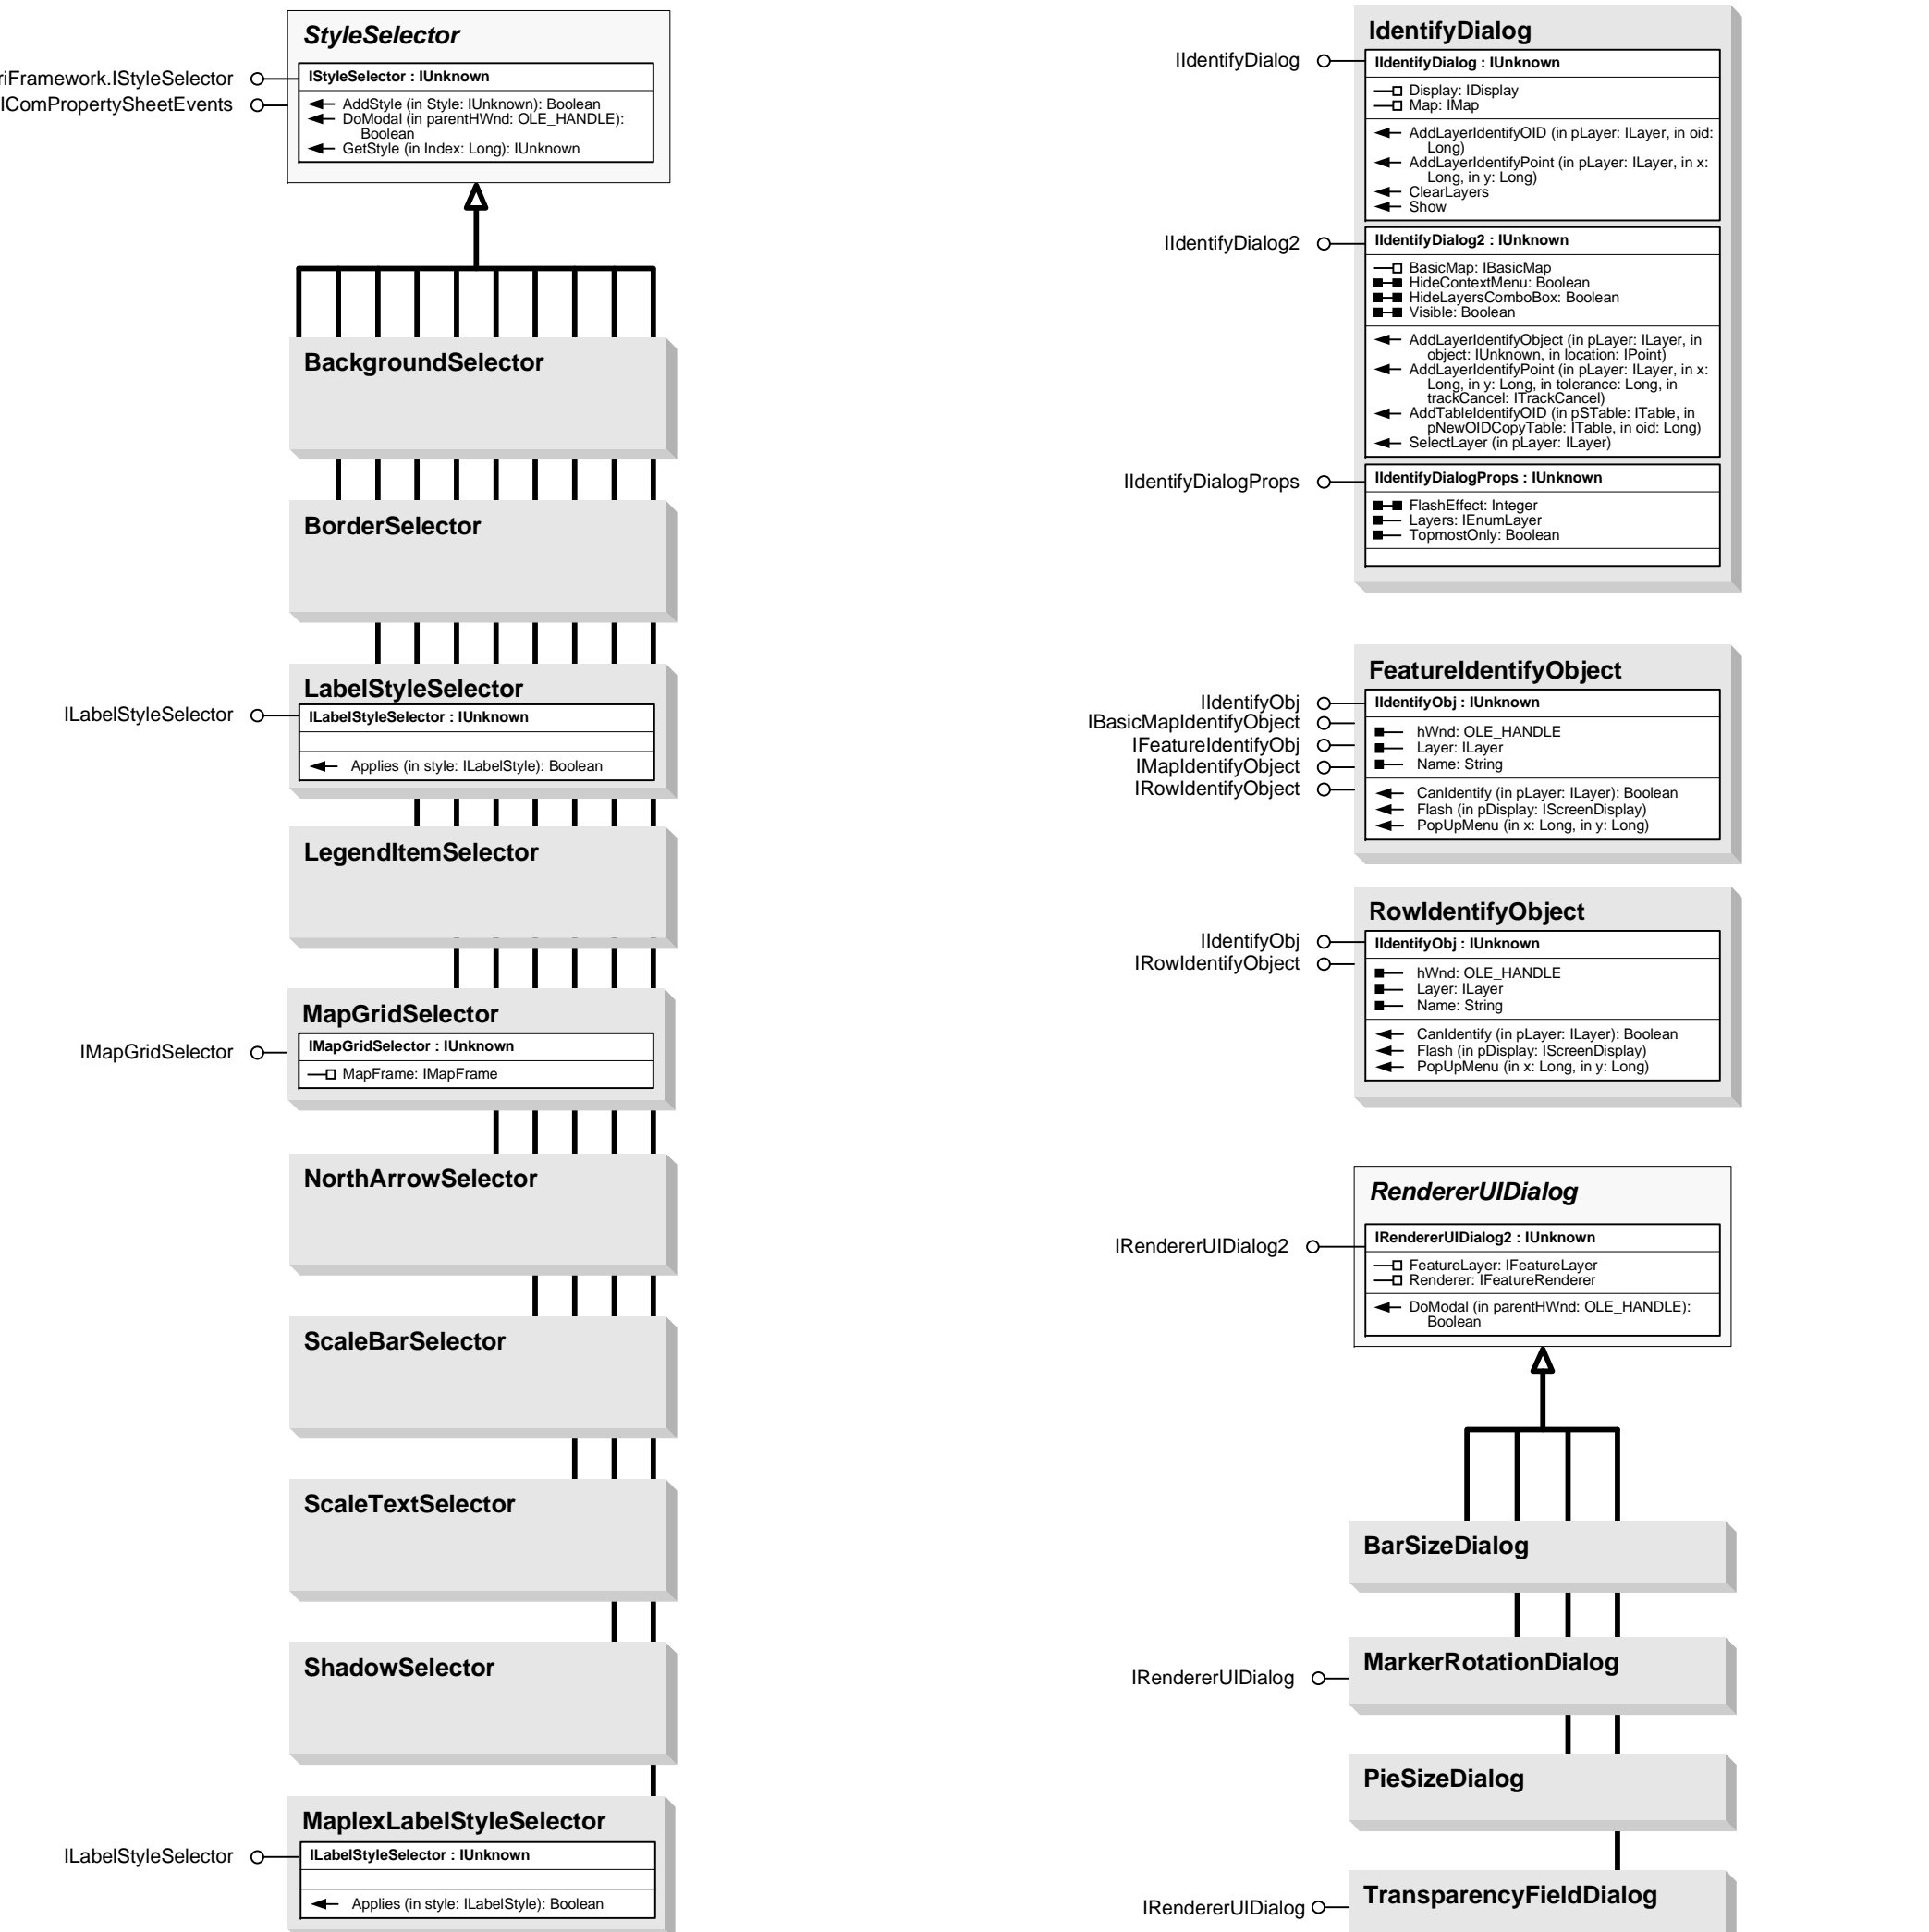 StyleSelector
riFramework.IStyleSelector
IComPropertySheetEvents
IStyleSelector : IUnknown
AddStyle (in Style: IUnknown): Boolean
DoModal (in parentHWnd: OLE_HANDLE):
Boolean
GetStyle (in Index: Long): IUnknown
BackgroundSelector
BorderSelector
LabelStyleSelector
ILabelStyleSelector
ILabelStyleSelector : IUnknown
Applies (in style: ILabelStyle): Boolean
LegendItemSelector
MapGridSelector
IMapGridSelector
IMapGridSelector : IUnknown
MapFrame: IMapFrame
NorthArrowSelector
ScaleBarSelector
ScaleTextSelector
ShadowSelector
MaplexLabelStyleSelector
ILabelStyleSelector
ILabelStyleSelector : IUnknown
Applies (in style: ILabelStyle): Boolean
IdentifyDialog
IIdentifyDialog
IIdentifyDialog : IUnknown
Display: IDisplay
Map: IMap
AddLayerIdentifyOID (in pLayer: ILayer, in oid:
Long)
AddLayerIdentifyPoint (in pLayer: ILayer, in x:
Long, in y: Long)
ClearLayers
Show
IIdentifyDialog2
IIdentifyDialog2 : IUnknown
BasicMap: IBasicMap
HideContextMenu: Boolean
HideLayersComboBox: Boolean
Visible: Boolean
AddLayerIdentifyObject (in pLayer: ILayer, in
object: IUnknown, in location: IPoint)
AddLayerIdentifyPoint (in pLayer: ILayer, in x:
Long, in y: Long, in tolerance: Long, in
trackCancel: ITrackCancel)
AddTableIdentifyOID (in pSTable: ITable, in
pNewOIDCopyTable: ITable, in oid: Long)
SelectLayer (in pLayer: ILayer)
IIdentifyDialogProps
IIdentifyDialogProps : IUnknown
FlashEffect: Integer
Layers: IEnumLayer
TopmostOnly: Boolean
FeatureIdentifyObject
IIdentifyObj
IBasicMapIdentifyObject
IFeatureIdentifyObj
IMapIdentifyObject
IRowIdentifyObject
IIdentifyObj : IUnknown
hWnd: OLE_HANDLE
Layer: ILayer
Name: String
CanIdentify (in pLayer: ILayer): Boolean
Flash (in pDisplay: IScreenDisplay)
PopUpMenu (in x: Long, in y: Long)
RowIdentifyObject
IIdentifyObj
IRowIdentifyObject
IIdentifyObj : IUnknown
hWnd: OLE_HANDLE
Layer: ILayer
Name: String
CanIdentify (in pLayer: ILayer): Boolean
Flash (in pDisplay: IScreenDisplay)
PopUpMenu (in x: Long, in y: Long)
RendererUIDialog
IRendererUIDialog2
IRendererUIDialog2 : IUnknown
FeatureLayer: IFeatureLayer
Renderer: IFeatureRenderer
DoModal (in parentHWnd: OLE_HANDLE):
Boolean
BarSizeDialog
MarkerRotationDialog
IRendererUIDialog
PieSizeDialog
TransparencyFieldDialog
IRendererUIDialog